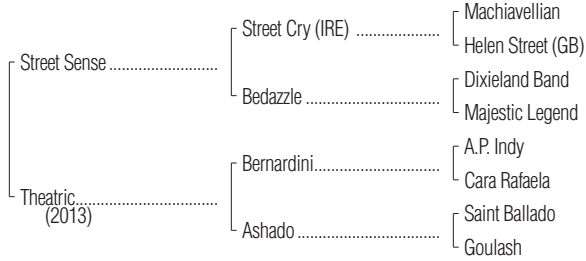 Machiavellian
Street Cry (IRE) ....................
Helen Street (GB)
Street Sense ..........................
Dixieland Band
Bedazzle ................................
Majestic Legend
A.P. Indy
Bernardini..............................
Cara Rafaela
Theatric..................................
(2013)
Saint Ballado
Ashado ..................................
Goulash